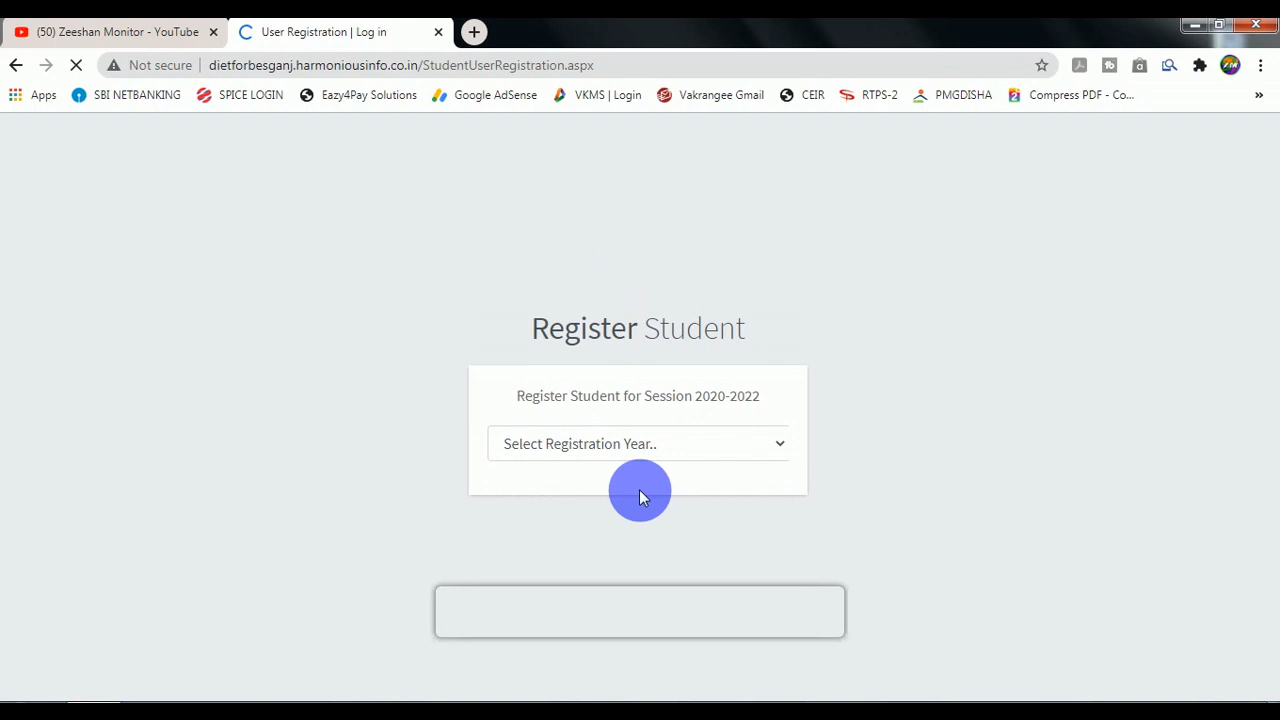 (50) Zeeshan Monitor - YouTube
User Registration | Log in
Not secure
dietforbesganj.harmoniousinfo.co.in/StudentUserRegistration.aspx
Apps
SBI NETBANKING
SPICE LOGIN
Eazy4Pay Solutions
Google AdSense
VKMS | Login
Vakrangee Gmail
CEIR
RTPS-2
PMGDISHA
Compress PDF - Co...
Register Student
Register Student for Session 2020-2022
Select Registration Year..